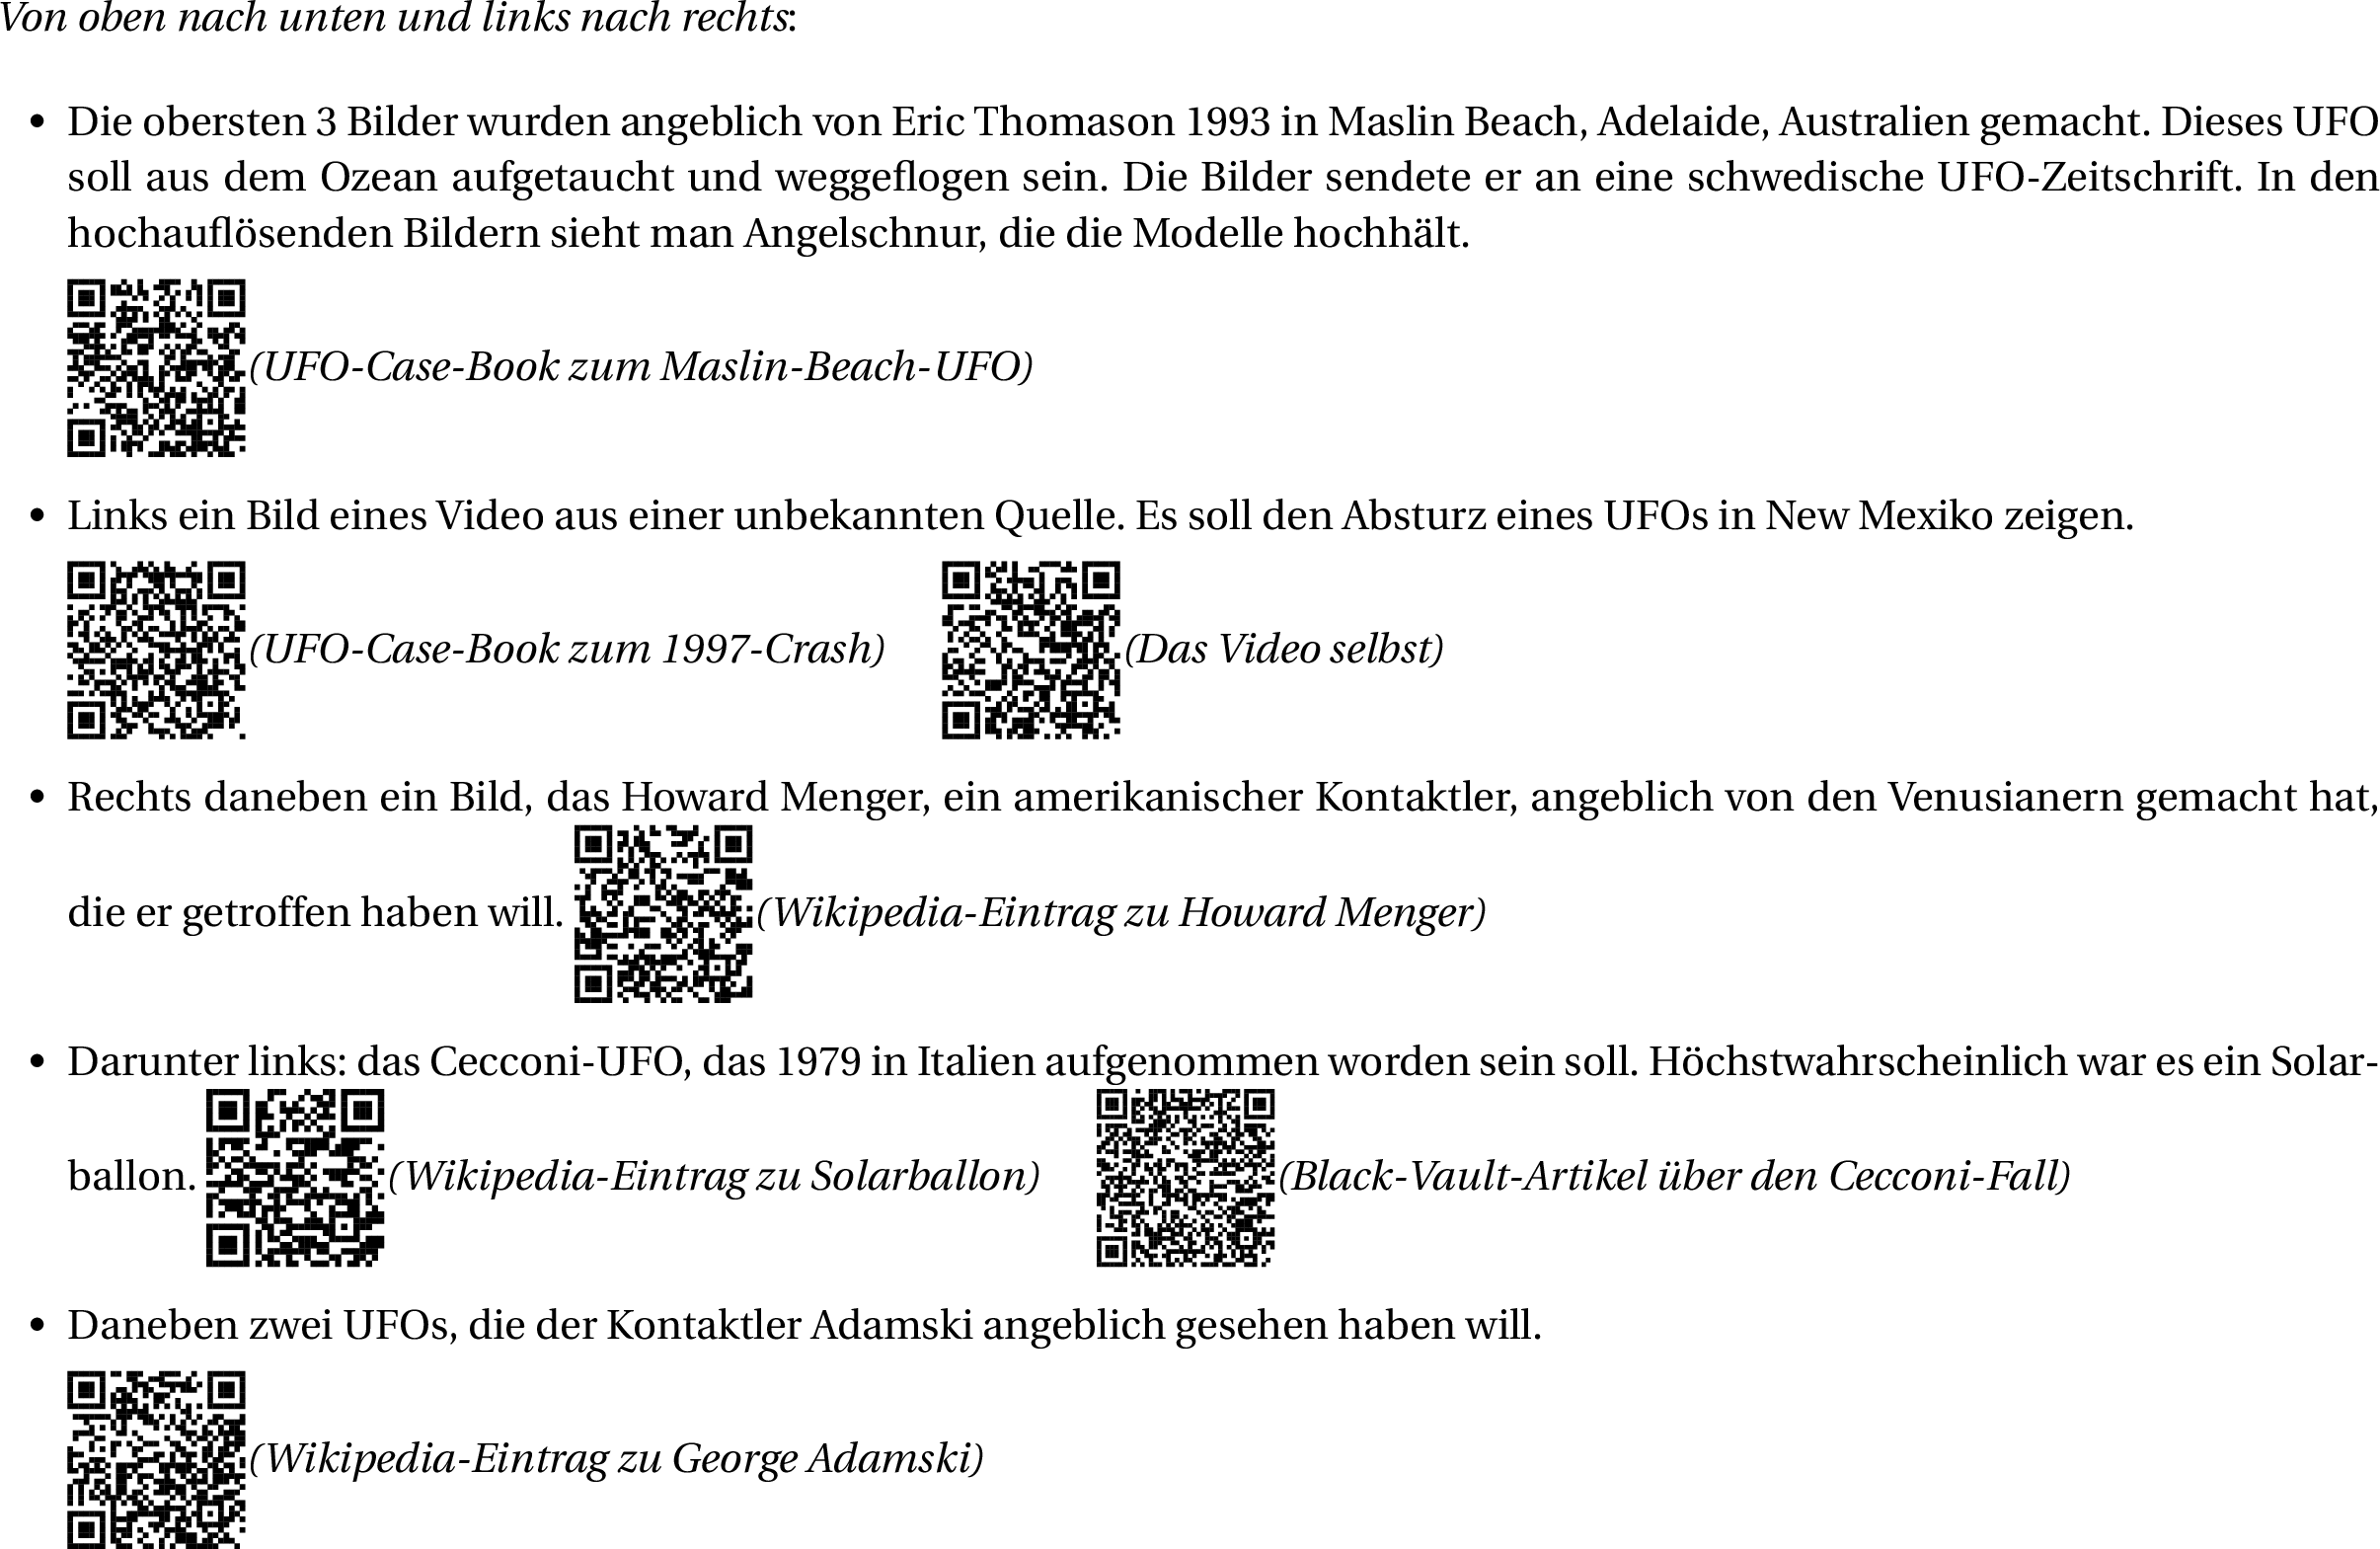 Von oben nach unten und links nach rechts:
• Die obersten 3 Bilder wurden angeblich von Eric Thomason 1993 in Maslin Beach, Adelaide, Australien gemacht. Dieses UFO
soll aus dem Ozean aufgetaucht und weggeflogen sein. Die Bilder sendete er an eine schwedische UFO-Zeitschrift. In den
hochauflösenden Bildern sieht man Angelschnur, die die Modelle hochhält.
(UFO-Case-Book zum Maslin-Beach-UFO)
• Links ein Bild eines Video aus einer unbekannten Quelle. Es soll den Absturz eines UFOs in New Mexiko zeigen.
(UFO-Case-Book zum 1997-Crash) (Das Video selbst)
• Rechts daneben ein Bild, das Howard Menger, ein amerikanischer Kontaktler, angeblich von den Venusianern gemacht hat,
die er getroffen haben will. (Wikipedia-Eintrag zu Howard Menger)
• Darunter links: das Cecconi-UFO, das 1979 in Italien aufgenommen worden sein soll. Höchstwahrscheinlich war es ein Solar-
ballon. (Wikipedia-Eintrag zu Solarballon) (Black-Vault-Artikel über den Cecconi-Fall)
• Daneben zwei UFOs, die der Kontaktler Adamski angeblich gesehen haben will.
(Wikipedia-Eintrag zu George Adamski)